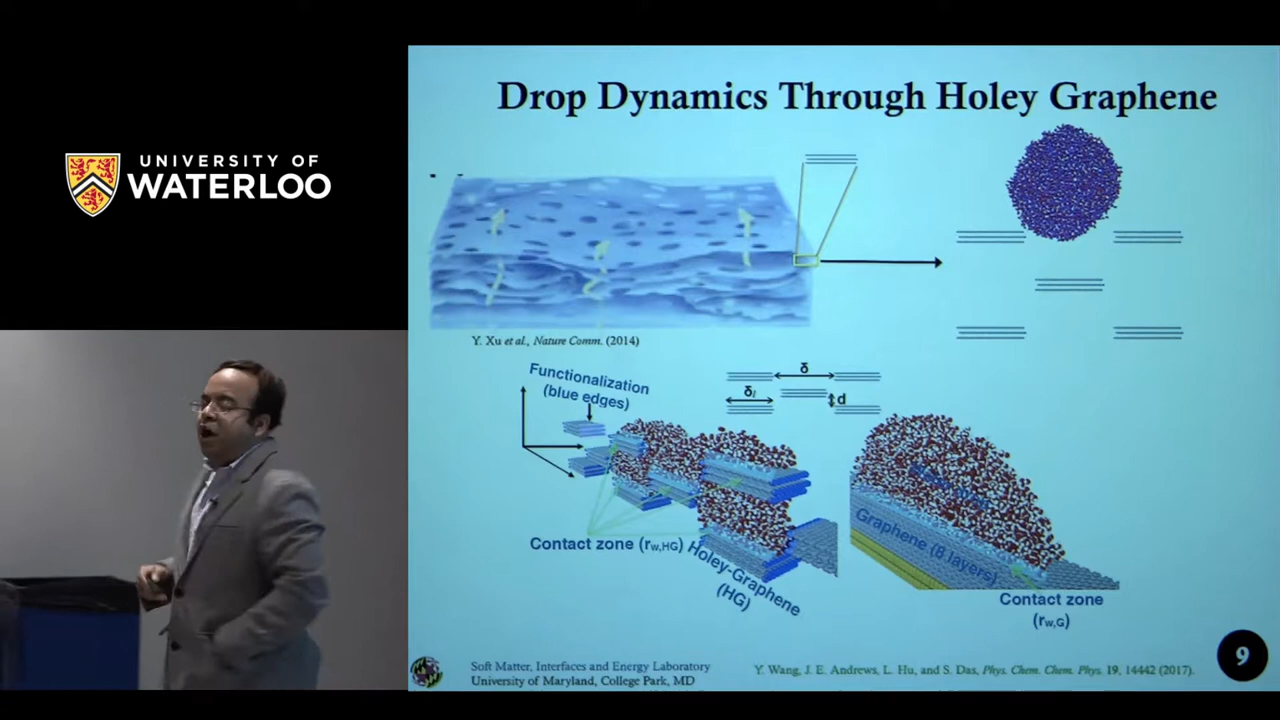 UNIVERSITY OF
WATERLOO
Drop Dynamics Through Holey Graphene
Y. Xu et al., Nature Comm. (2014)
Functionalization
(blue edges)
δ
δi
d
Contact zone (rw,HG)
Holey-Graphene
(HG)
Graphene (8 layers)
Contact zone
(rw,G)
Soft Matter, Interfaces and Energy Laboratory
University of Maryland, College Park, MD
Y. Wang, J. E. Andrews, L. Hu, and S. Das, Phys. Chem. Chem. Phys. 19, 14442 (2017).
9